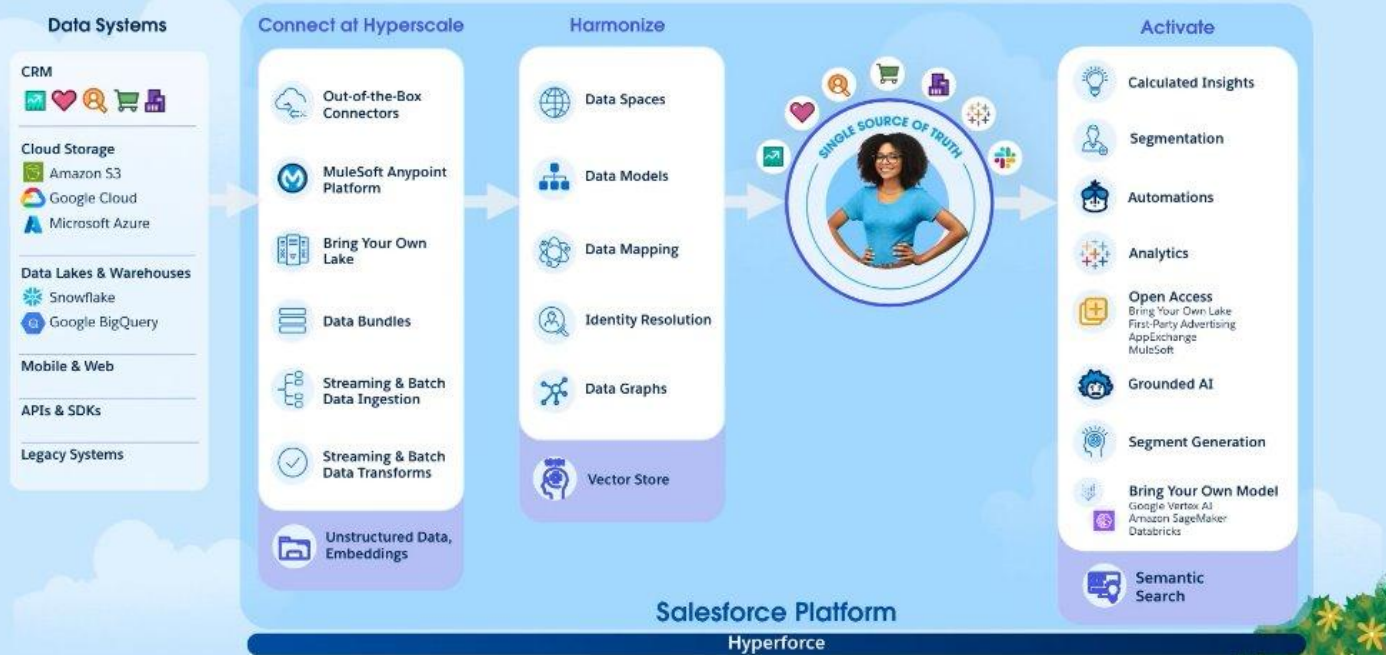 Data Systems
CRM
Cloud Storage
Amazon S3
Google Cloud
Microsoft Azure
Data Lakes & Warehouses
Snowflake
Google BigQuery
Mobile & Web
APIs & SDKs
Legacy Systems
Connect at Hyperscale
Out-of-the-Box
Connectors
MuleSoft Anypoint
Platform
Bring Your Own
Lake
Data Bundles
Streaming & Batch
Data Ingestion
Streaming & Batch
Data Transforms
Unstructured Data,
Embeddings
Harmonize
Data Spaces
Data Models
Data Mapping
Identity Resolution
Data Graphs
Vector Store
SINGLE SOURCE OF TRUTH
Activate
Calculated Insights
Segmentation
Automations
Analytics
Open Access
Bring Your Own Lake
First-Party Advertising
AppExchange
MuleSoft
Grounded AI
Segment Generation
Bring Your Own Model
Google Vertex AI
Amazon SageMaker
Databricks
Semantic
Search
Salesforce Platform
Hyperforce